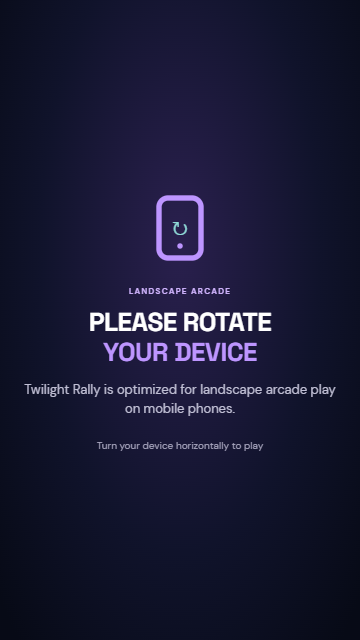 LANDSCAPE ARCADE
PLEASE ROTATE
YOUR DEVICE
Twilight Rally is optimized for landscape arcade play
on mobile phones.
Turn your device horizontally to play